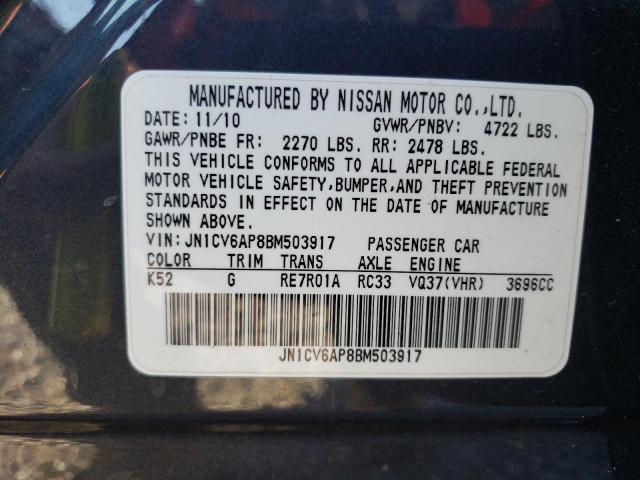 MANUFACTURED BY NISSAN MOTOR CO.,LTD.
DATE: 11/10 GVWR/PNBV: 4722 LBS.
GAWR/PNBE FR: 2270 LBS. RR: 2478 LBS.
THIS VEHICLE CONFORMS TO ALL APPLICABLE FEDERAL
MOTOR VEHICLE SAFETY,BUMPER,AND THEFT PREVENTION
STANDARDS IN EFFECT ON THE DATE OF MANUFACTURE
SHOWN ABOVE.
VIN:JN1CV6AP8BM503917 PASSENGER CAR
COLOR TRIM TRANS AXLE ENGINE
K52 G RE7R01A RC33 VQ37(VHR) 3696CC
JN1CV6AP8BM503917